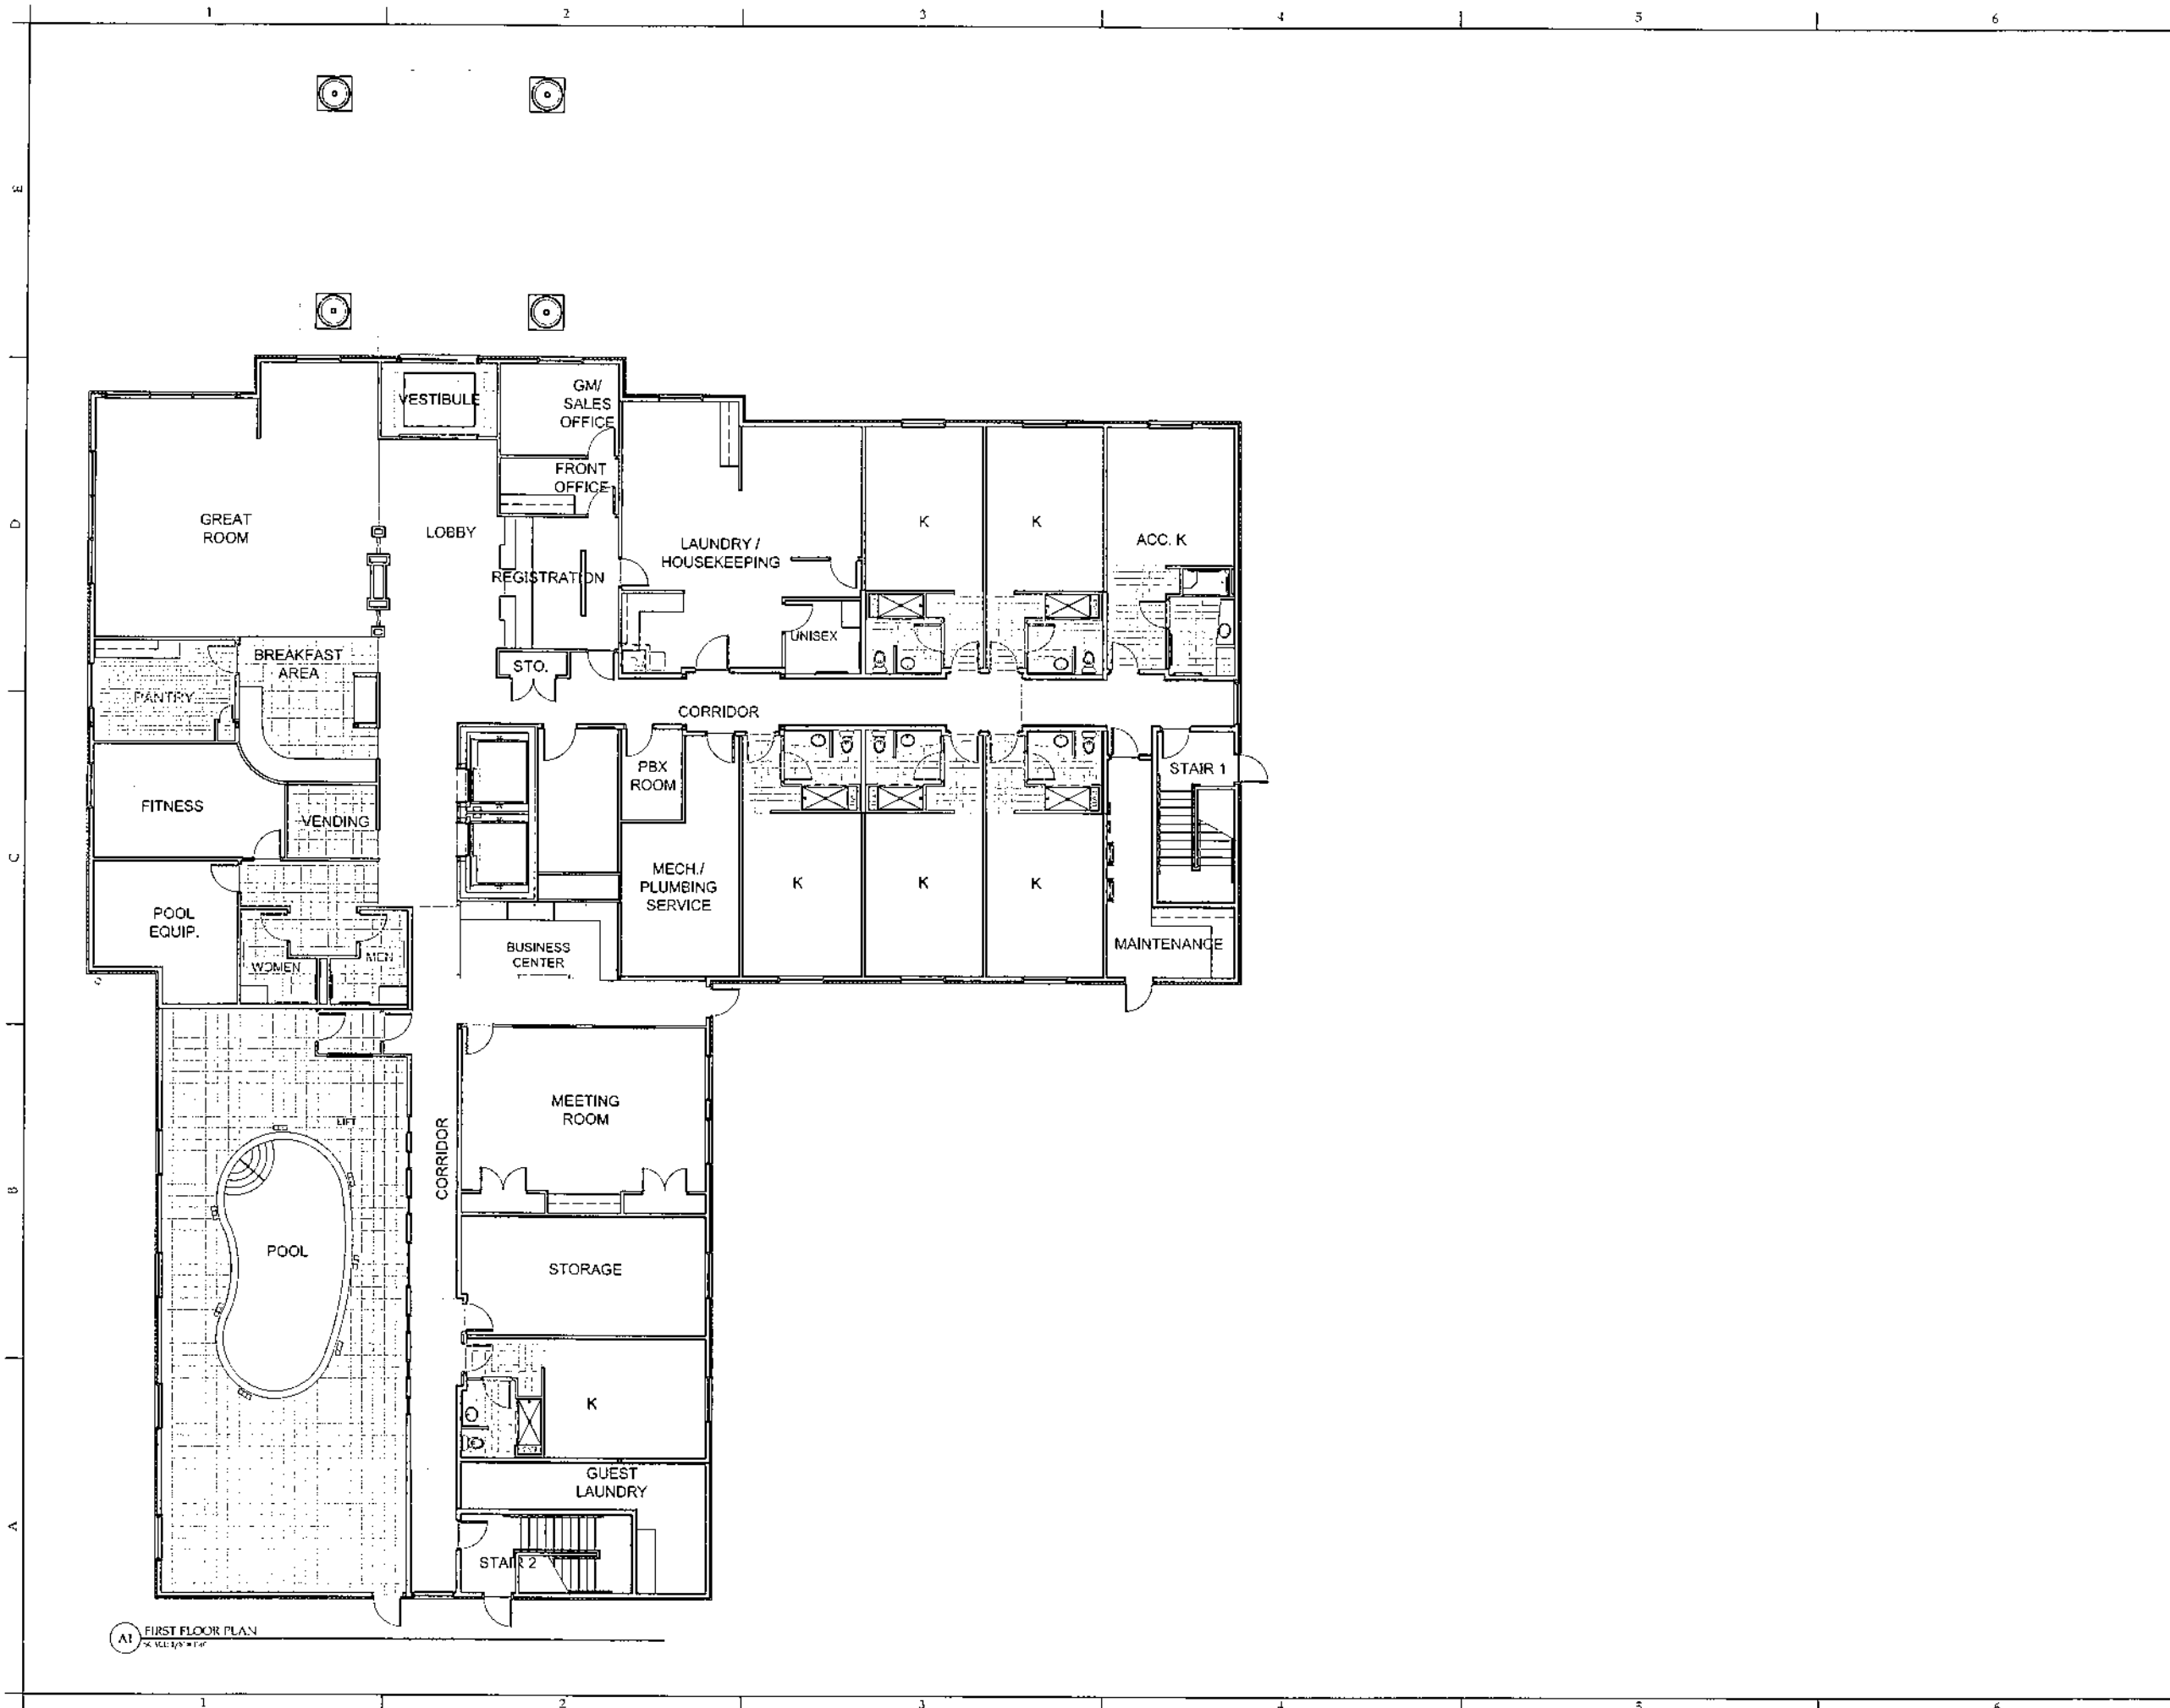 1 2 3 4 5 6
E
VESTIBULE
GM/
SALES
OFFICE
FRONT
OFFICE
D
GREAT
ROOM
LOBBY
K
K
ACC. K
LAUNDRY /
HOUSEKEEPING
REGISTRATION
UNISEX
BREAKFAST
AREA
STO.
PANTRY
CORRIDOR
PBX
ROOM
STAIR 1
FITNESS
VENDING
C
MECH./
PLUMBING
SERVICE
K
K
K
POOL
EQUIP.
BUSINESS
CENTER
MAINTENANCE
WOMEN
MEN
MEETING
ROOM
LIFT
CORRIDOR
B
POOL
STORAGE
K
GUEST
LAUNDRY
A
STAIR 2
A1
FIRST FLOOR PLAN
1 2 3 4 5 6